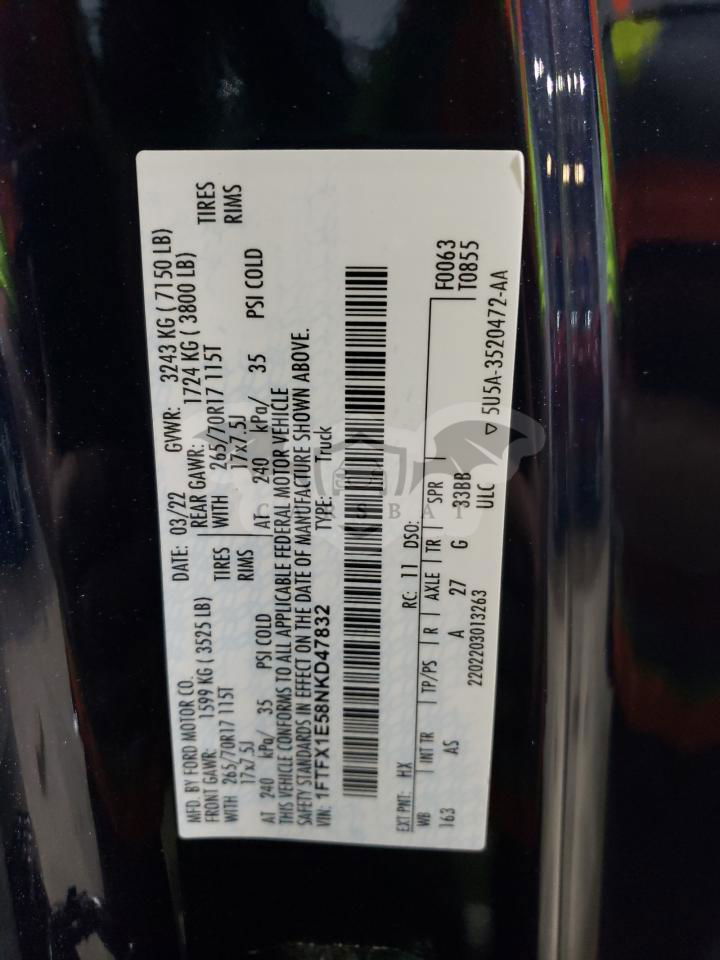 MFD. BY FORD MOTOR CO.
DATE: 03/22 GVWR: 3243 KG ( 7150 LB)
FRONT GAWR: 1599 KG ( 3525 LB) REAR GAWR: 1724 KG ( 3800 LB)
WITH 265/70R17 115T TIRES WITH 265/70R17 115T TIRES
17x7.5J RIMS 17x7.5J RIMS
AT 240 kPa/ 35 PSI COLD AT 240 kPa/ 35 PSI COLD
THIS VEHICLE CONFORMS TO ALL APPLICABLE FEDERAL MOTOR VEHICLE
SAFETY STANDARDS IN EFFECT ON THE DATE OF MANUFACTURE SHOWN ABOVE.
VIN: 1FTFX1E58NKD47832 TYPE: Truck
EXT PNT: HX RC: 11 DSO: F0063
WB INT TR TP/PS R AXLE TR SPR T0855
163 AS A 27 G 33BB
2202203013263 ULC ▽ 5U5A-3520472-AA
CARSBAT